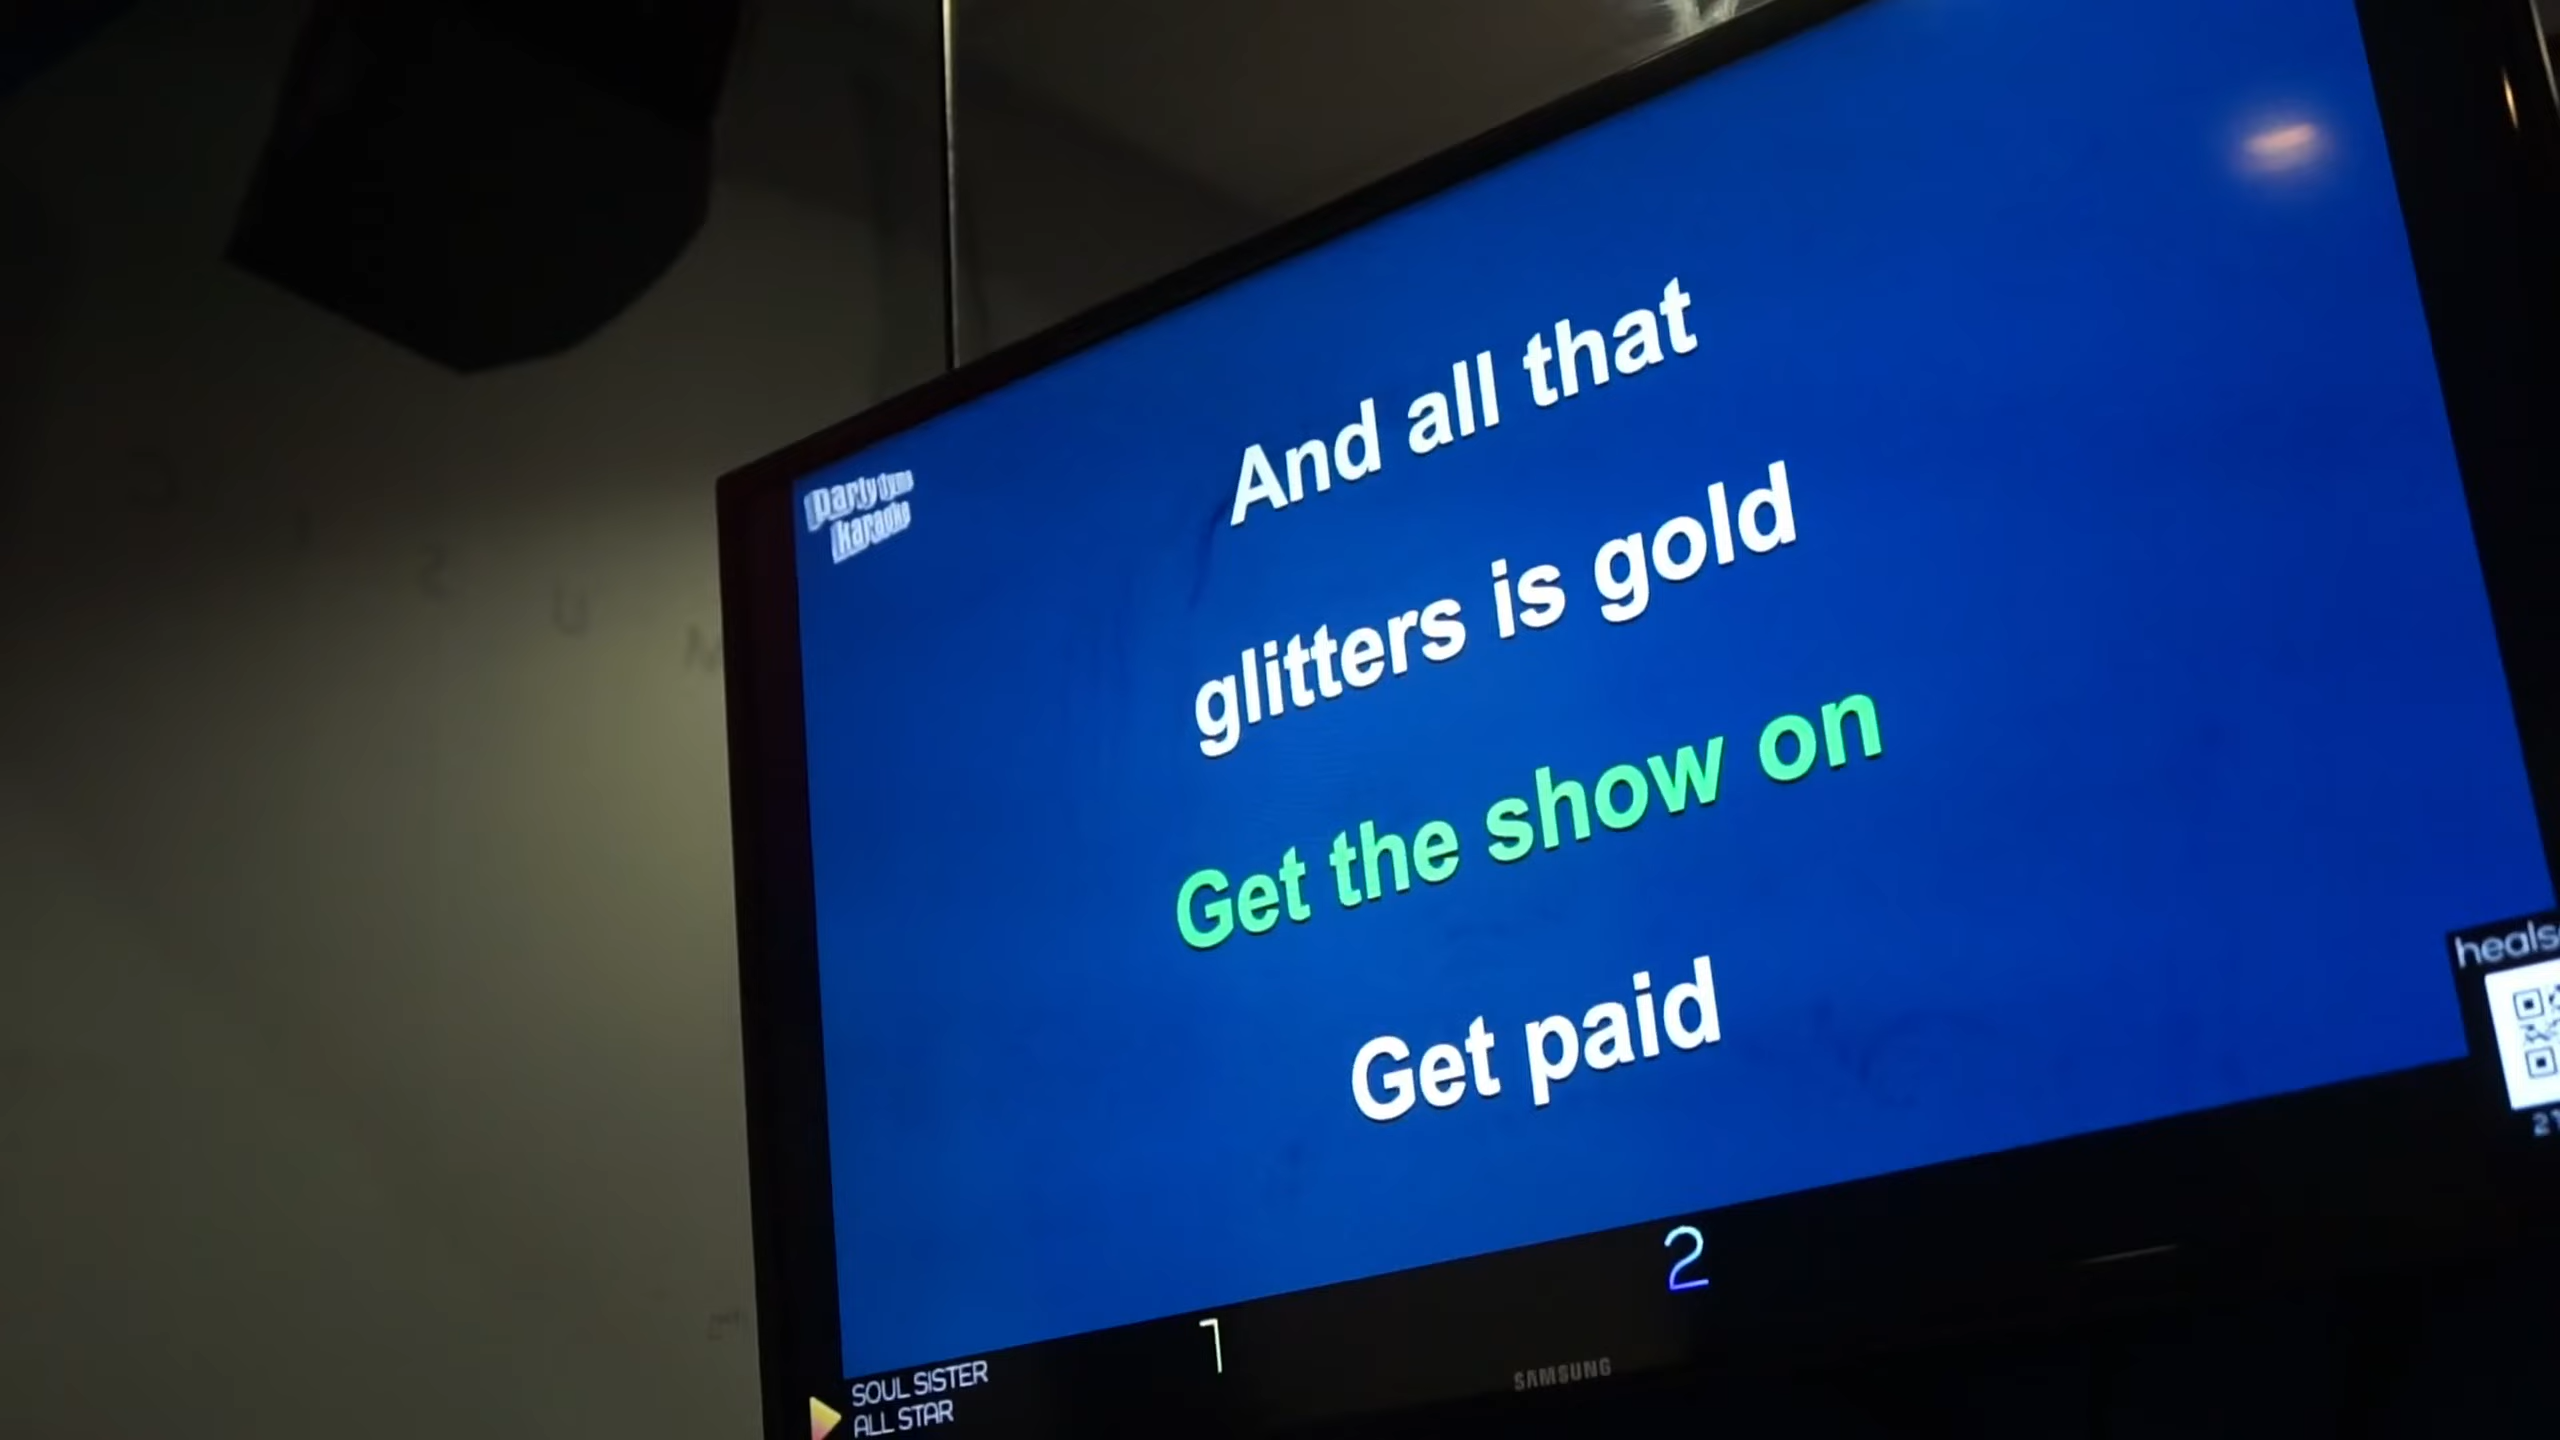 party tyme
karaoke
And all that
glitters is gold
Get the show on
Get paid
1
2
SOUL SISTER
ALL STAR
SAMSUNG